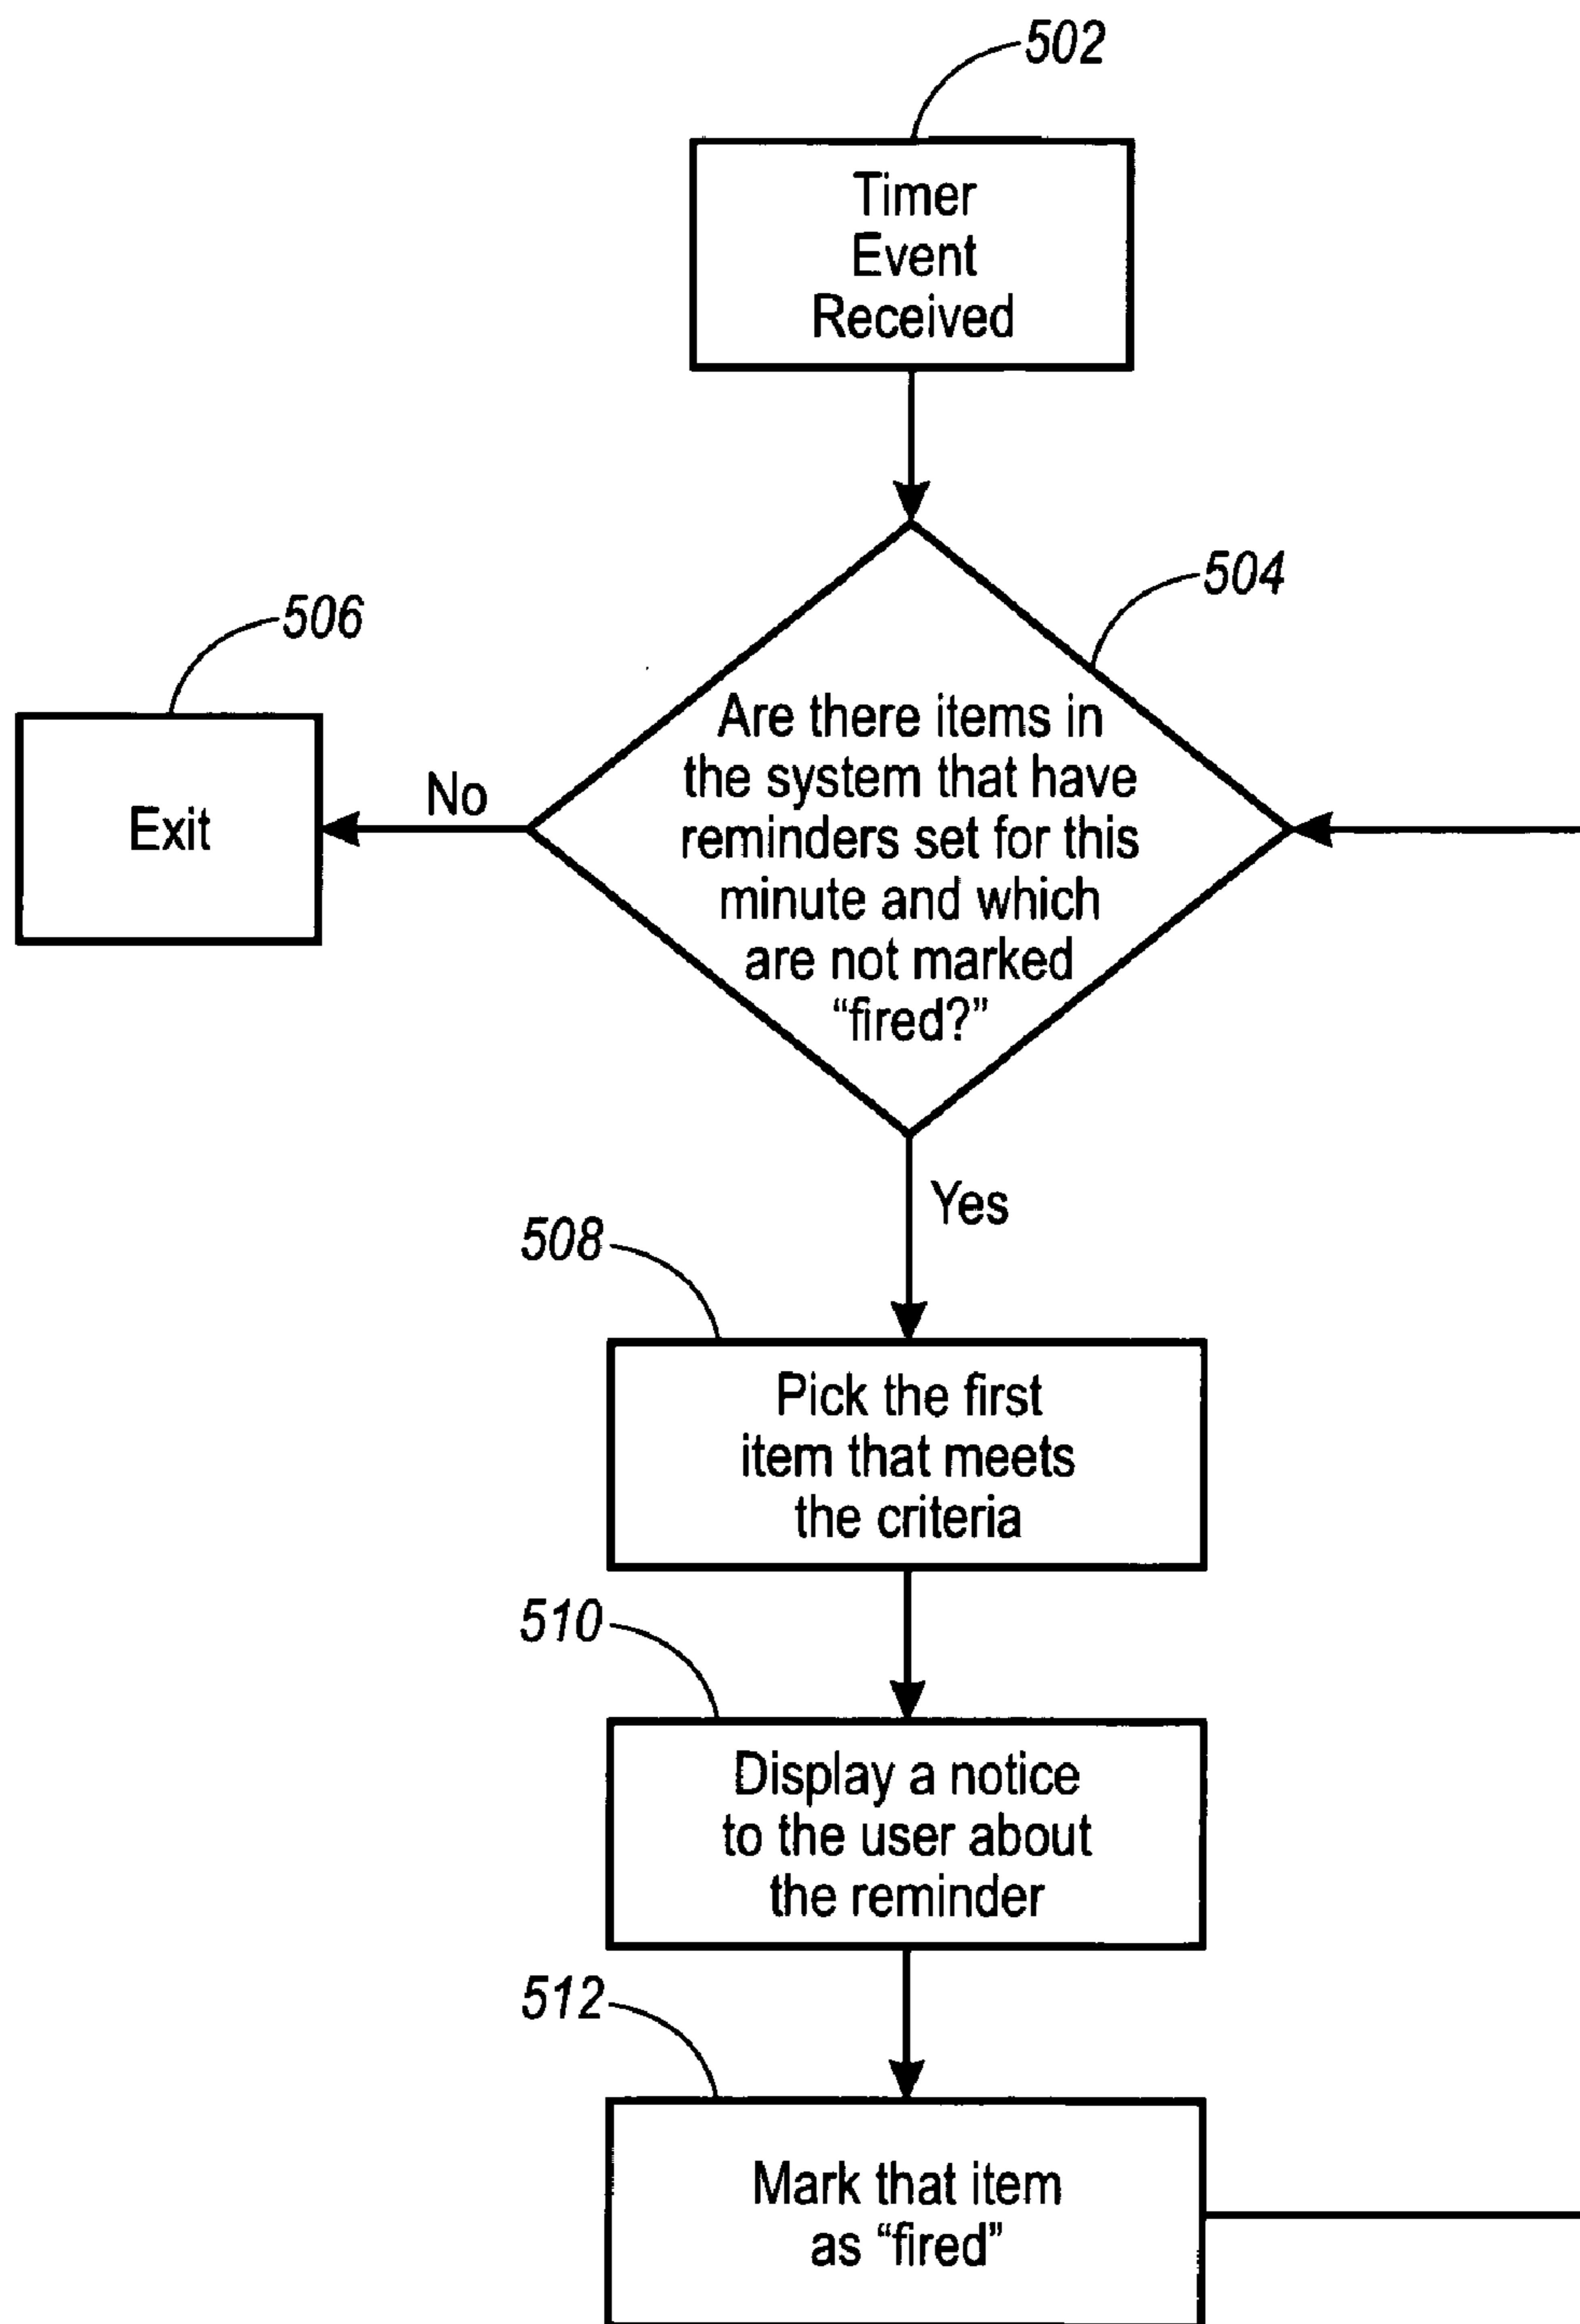 502
Timer
Event
Received
504
506
Are there items in
the system that have
reminders set for this
minute and which
are not marked
“fired?”
No
Exit
Yes
508
Pick the first
item that meets
the criteria
510
Display a notice
to the user about
the reminder
512
Mark that item
as “fired”